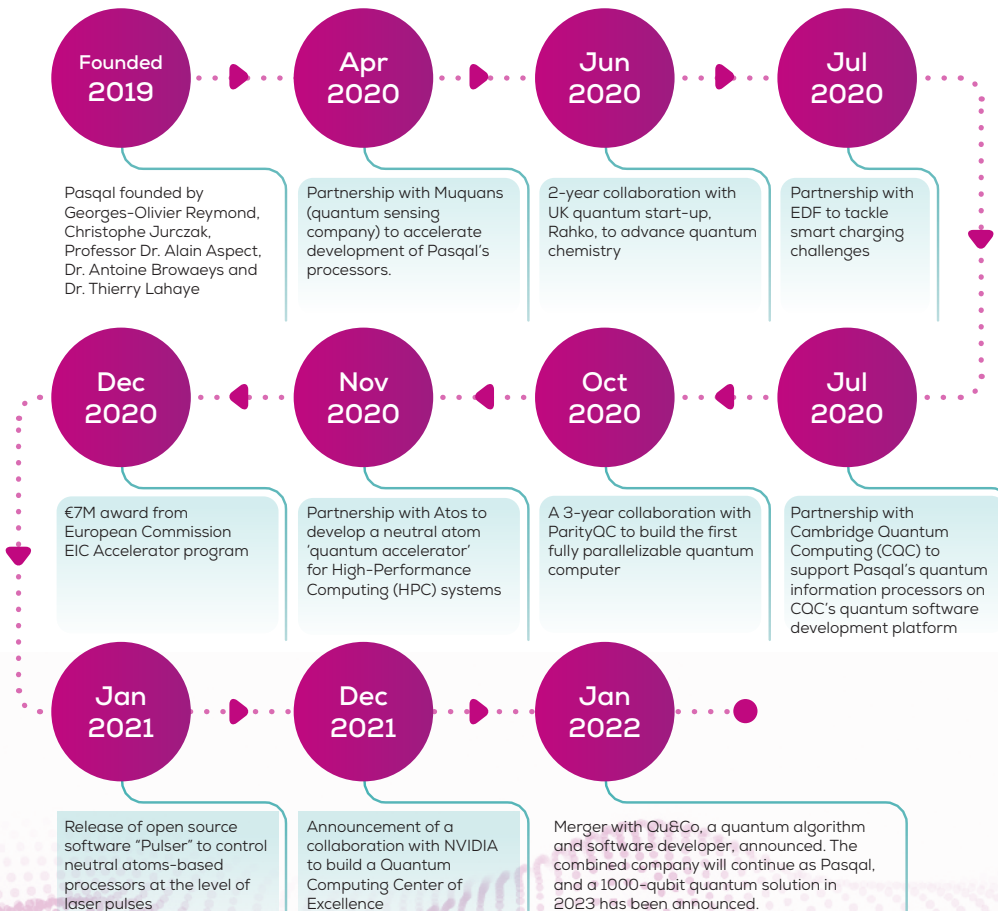 Founded
2019
Pasqal founded by
Georges-Olivier Reymond,
Christophe Jurczak,
Professor Dr. Alain Aspect,
Dr. Antoine Browaeys and
Dr. Thierry Lahaye
Apr
2020
Partnership with Muquans
(quantum sensing
company) to accelerate
development of Pasqal's
processors.
Jun
2020
2-year collaboration with
UK quantum start-up,
Rahko, to advance quantum
chemistry
Jul
2020
Partnership with
EDF to tackle
smart charging
challenges
Jul
2020
Partnership with
Cambridge Quantum
Computing (CQC) to
support Pasqal's quantum
information processors on
CQC's quantum software
development platform
Oct
2020
A 3-year collaboration with
ParityQC to build the first
fully parallelizable quantum
computer
Nov
2020
Partnership with Atos to
develop a neutral atom
'quantum accelerator'
for High-Performance
Computing (HPC) systems
Dec
2020
€7M award from
European Commission
EIC Accelerator program
Jan
2021
Release of open source
software "Pulser" to control
neutral atoms-based
processors at the level of
laser pulses
Dec
2021
Announcement of a
collaboration with NVIDIA
to build a Quantum
Computing Center of
Excellence
Jan
2022
Merger with Qu&Co, a quantum algorithm
and software developer, announced. The
combined company will continue as Pasqal,
and a 1000-qubit quantum solution in
2023 has been announced.